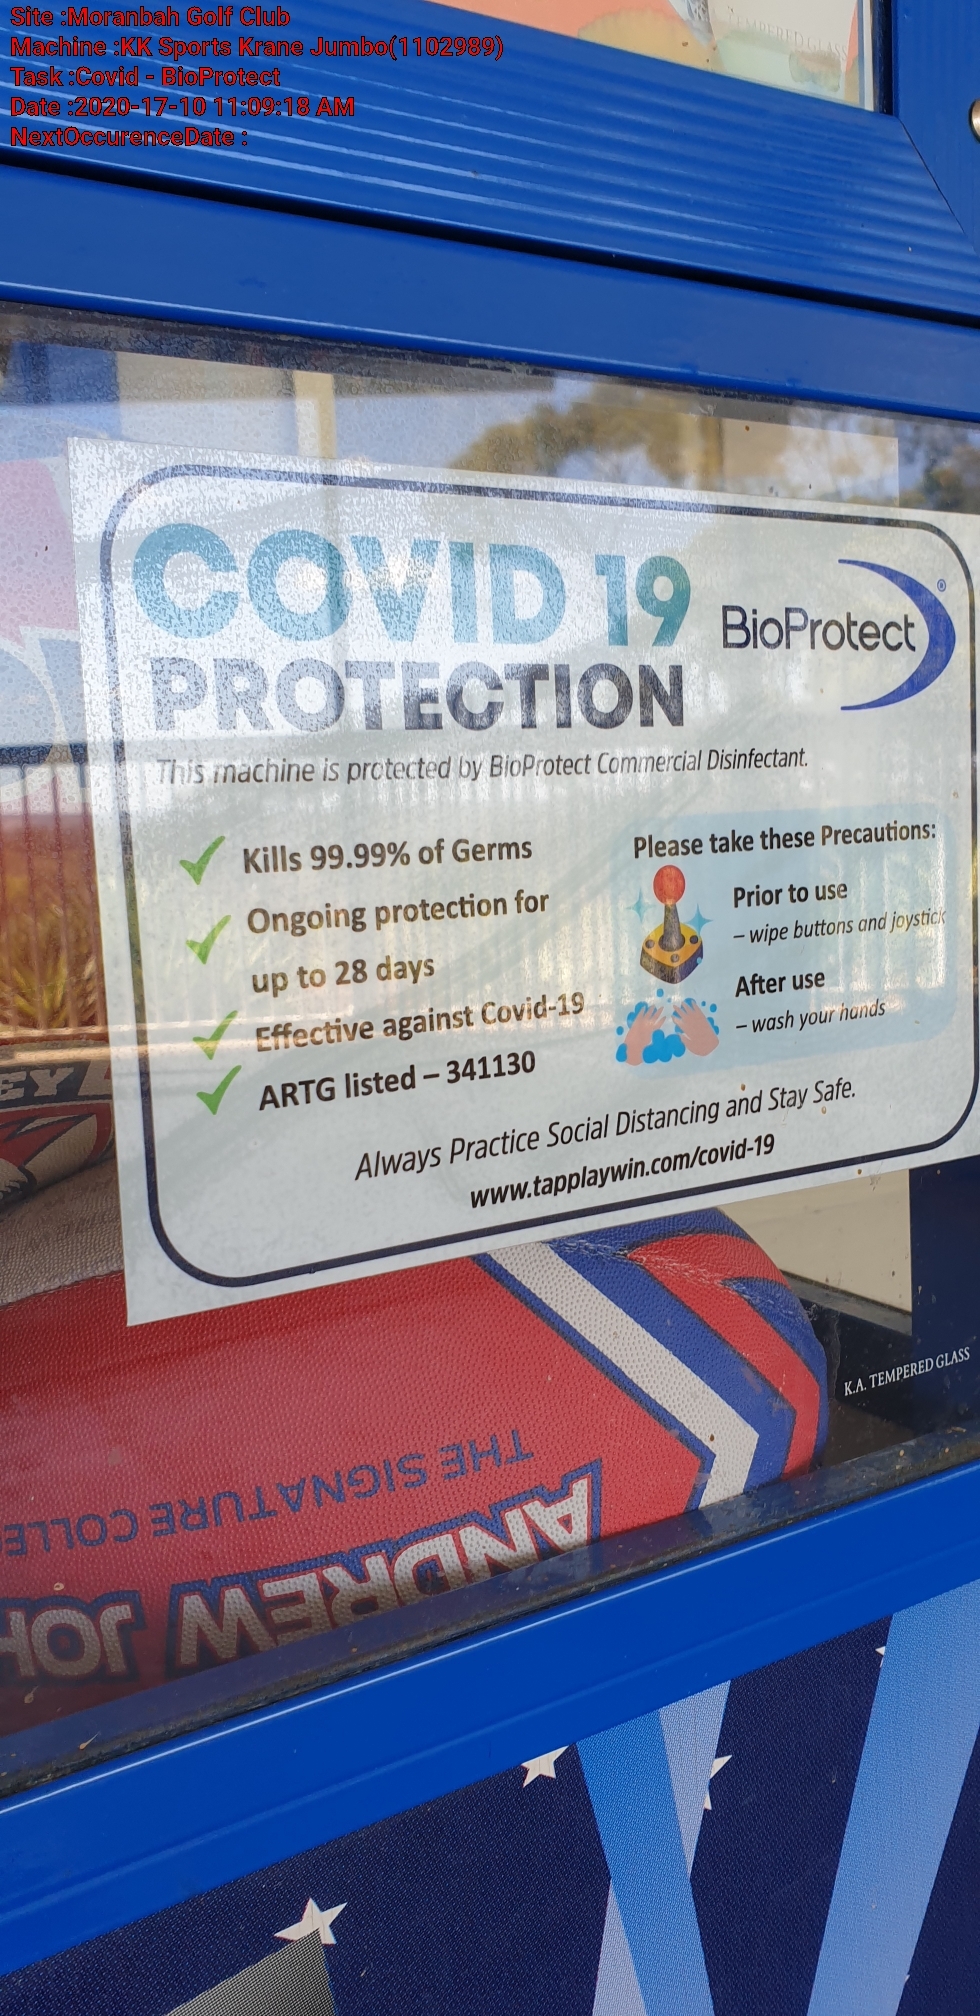 Site :Moranbah Golf Club
Machine :KK Sports Krane Jumbo(1102989)
Task :Covid - BioProtect
Date :2020-17-10 11:09:18 AM
NextOccurenceDate :
TEMPERED GLASS
COVID 19
PROTECTION
BioProtect®
This machine is protected by BioProtect Commercial Disinfectant.
Kills 99.99% of Germs
Ongoing protection for
up to 28 days
Effective against Covid-19
ARTG listed – 341130
Please take these Precautions:
Prior to use
– wipe buttons and joystick
After use
– wash your hands
Always Practice Social Distancing and Stay Safe.
www.tapplaywin.com/covid-19
EY
K.A. TEMPERED GLASS
THE SIGNATURE COLLE
ANDREW JOH